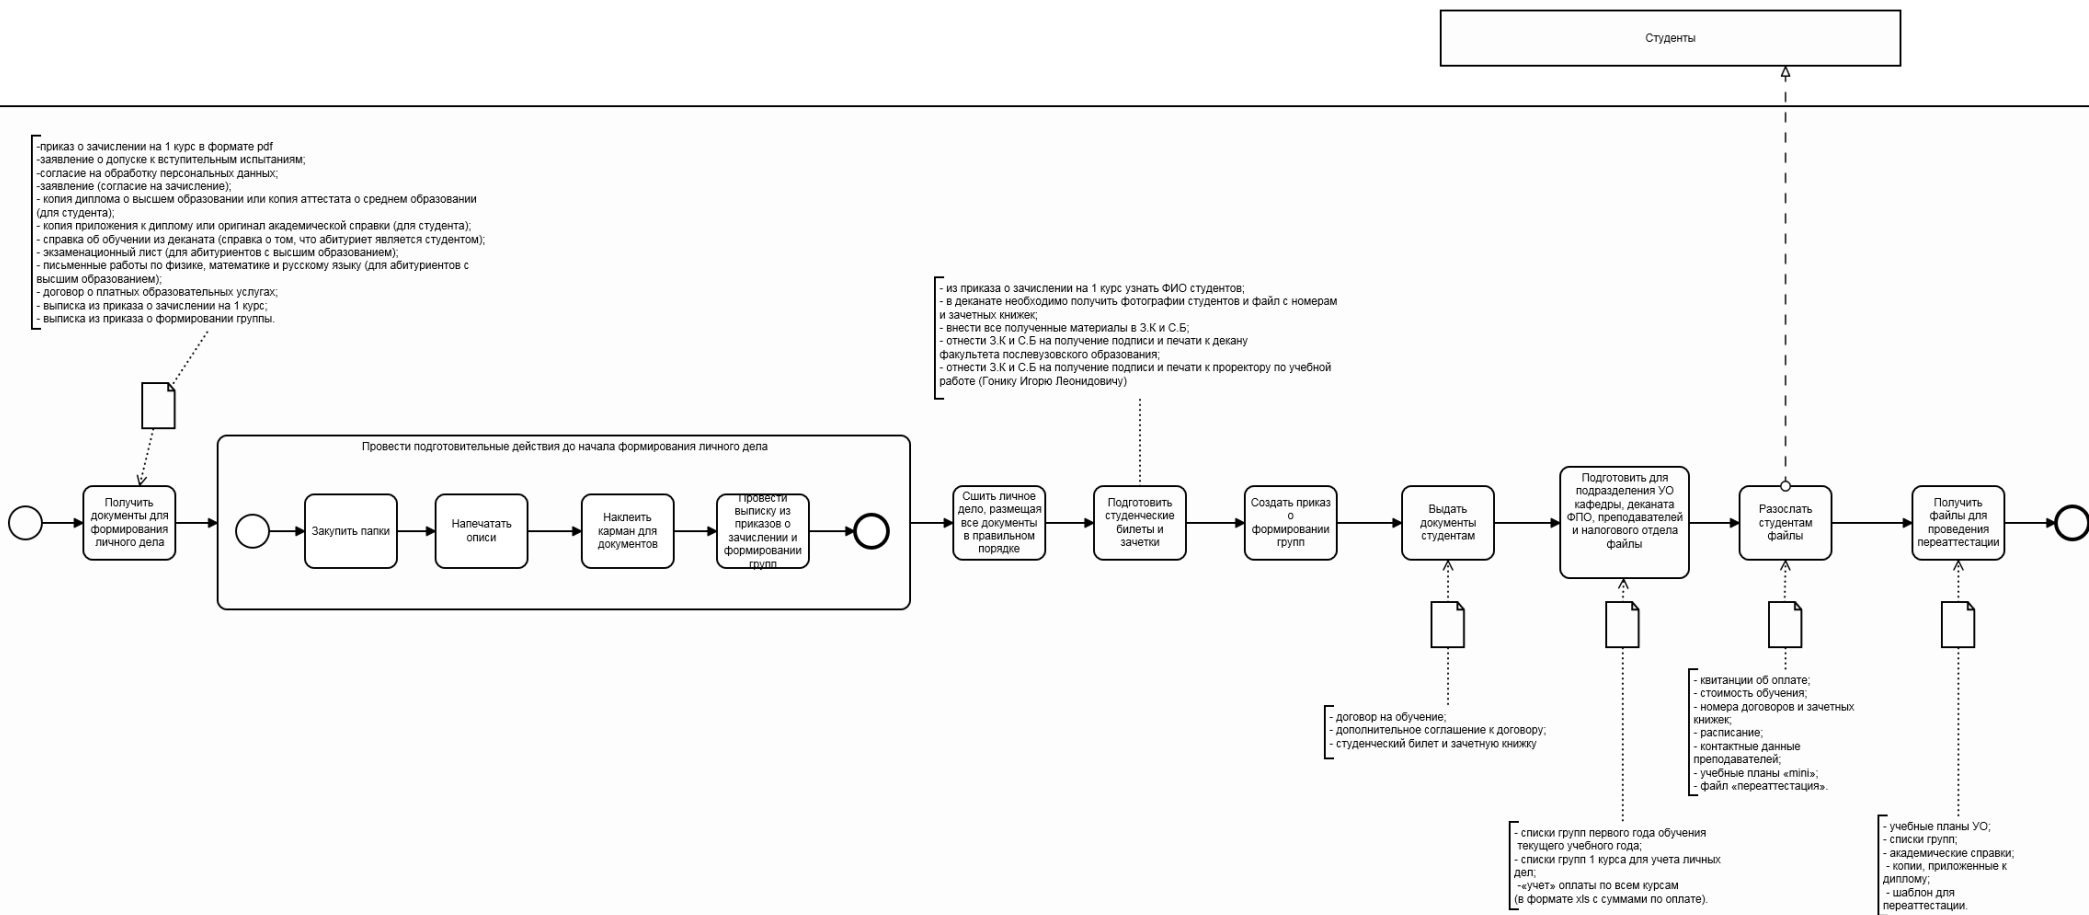 Студенты
-приказ о зачислении на 1 курс в формате pdf
-заявление о допуске к вступительным испытаниям;
-согласие на обработку персональных данных;
-заявление (согласие на зачисление);
- копия диплома о высшем образовании или копия аттестата о среднем образовании
(для студента);
- копия приложения к диплому или оригинал академической справки (для студента);
- справка об обучении из деканата (справка о том, что абитуриет является студентом);
- экзаменационный лист (для абитуриентов с высшим образованием);
- письменные работы по физике, математике и русскому языку (для абитуриентов с
высшим образованием);
- договор о платных образовательных услугах;
- выписка из приказа о зачислении на 1 курс;
- выписка из приказа о формировании группы.
- из приказа о зачислении на 1 курс узнать ФИО студентов;
- в деканате необходимо получить фотографии студентов и файл с номерам
и зачетных книжек;
- внести все полученные материалы в З.К и С.Б;
- отнести З.К и С.Б на получение подписи и печати к декану
факультета послевузовского образования;
- отнести З.К и С.Б на получение подписи и печати к проректору по учебной
работе (Гонику Игорю Леонидовичу)
Получить
документы для
формирования
личного дела
Провести подготовительные действия до начала формирования личного дела
Закупить папки
Напечатать
описи
Наклеить
карман для
документов
Провести
выписку из
приказов о
зачислении и
формировании
групп
Сшить личное
дело, размещая
все документы
в правильном
порядке
Подготовить
студенческие
билеты и
зачетки
Создать приказ
о
формировании
групп
Выдать
документы
студентам
Подготовить для
подразделения УО
кафедры, деканата
ФПО, преподавателей
и налогового отдела
файлы
Разослать
студентам
файлы
Получить
файлы для
проведения
переаттестации
- договор на обучение;
- дополнительное соглашение к договору;
- студенческий билет и зачетную книжку
- списки групп первого года обучения
текущего учебного года;
- списки групп 1 курса для учета личных
дел;
-«учет» оплаты по всем курсам
(в формате xls с суммами по оплате).
- квитанции об оплате;
- стоимость обучения;
- номера договоров и зачетных
книжек;
- расписание;
- контактные данные
преподавателей;
- учебные планы «mini»;
- файл «переаттестация».
- учебные планы УО;
- списки групп;
- академические справки;
- копии, приложенные к
диплому;
- шаблон для
переаттестации.